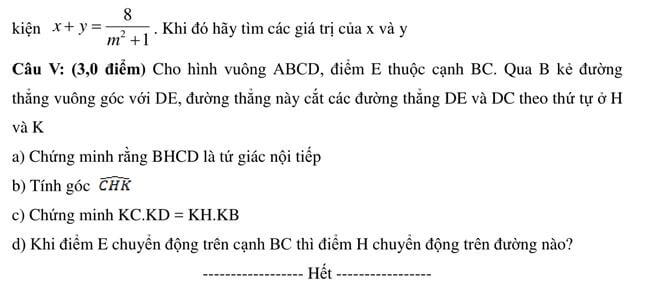 kiện x + y = 8 / (m² + 1) . Khi đó hãy tìm các giá trị của x và y
Câu V: (3,0 điểm) Cho hình vuông ABCD, điểm E thuộc cạnh BC. Qua B kẻ đường
thẳng vuông góc với DE, đường thẳng này cắt các đường thẳng DE và DC theo thứ tự ở H
và K
a) Chứng minh rằng BHCD là tứ giác nội tiếp
b) Tính góc \widehat{CHK}
c) Chứng minh KC.KD = KH.KB
d) Khi điểm E chuyển động trên cạnh BC thì điểm H chuyển động trên đường nào?
------------------ Hết -----------------